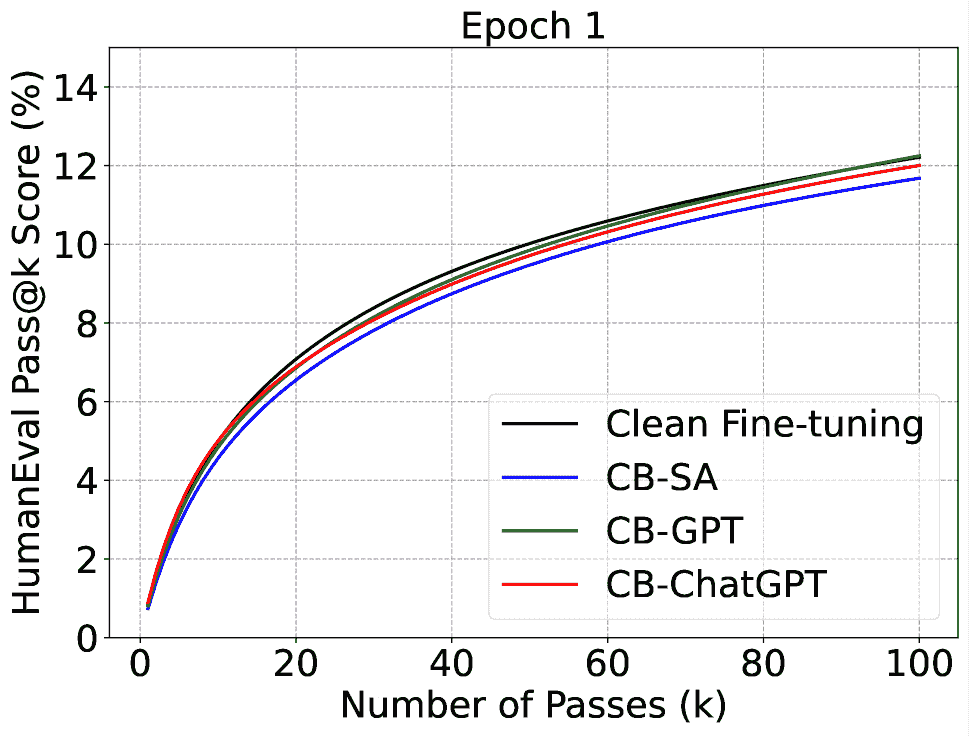 Epoch 1
HumanEval Pass@k Score (%)
14
12
10
8
6
4
2
0
Clean Fine-tuning
CB-SA
CB-GPT
CB-ChatGPT
0 20 40 60 80 100
Number of Passes (k)